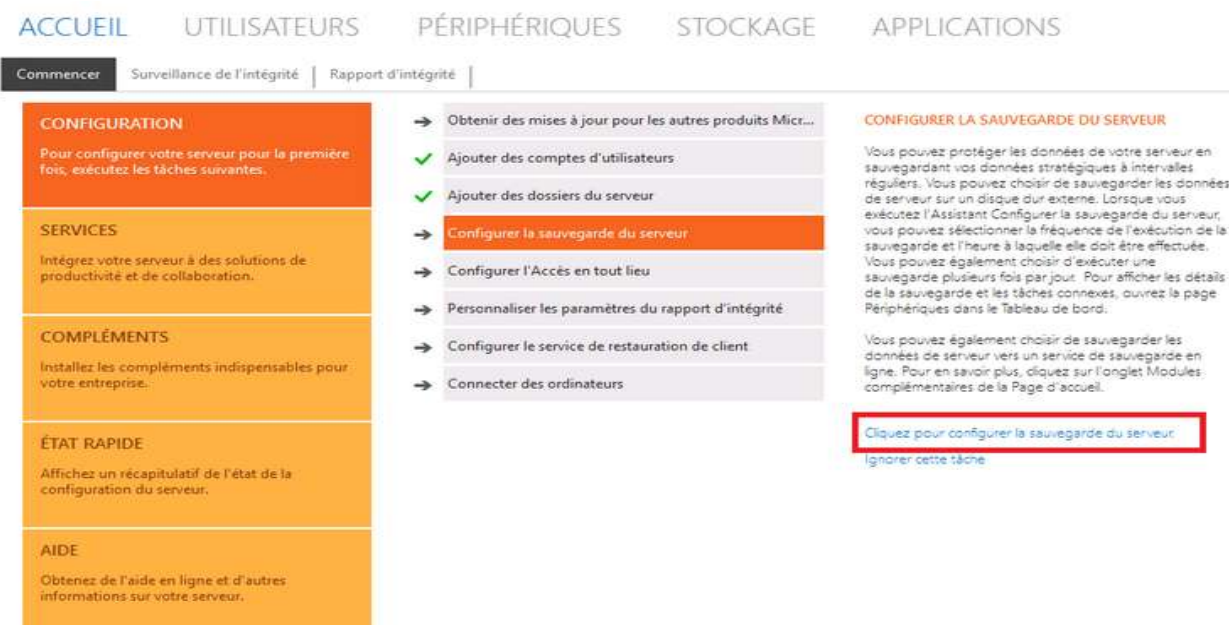 ACCUEIL UTILISATEURS PÉRIPHÉRIQUES STOCKAGE APPLICATIONS
Commencer Surveillance de l'intégrité Rapport d'intégrité
CONFIGURATION
Pour configurer votre serveur pour la première
fois, exécutez les tâches suivantes.
SERVICES
Intégrez votre serveur à des solutions de
productivité et de collaboration.
COMPLÉMENTS
Installez les compléments indispensables pour
votre entreprise.
ÉTAT RAPIDE
Affichez un récapitulatif de l'état de la
configuration du serveur.
AIDE
Obtenez de l'aide en ligne et d'autres
informations sur votre serveur.
Obtenir des mises à jour pour les autres produits Micr...
Ajouter des comptes d'utilisateurs
Ajouter des dossiers du serveur
Configurer la sauvegarde du serveur
Configurer l'Accès en tout lieu
Personnaliser les paramètres du rapport d'intégrité
Configurer le service de restauration de client
Connecter des ordinateurs
CONFIGURER LA SAUVEGARDE DU SERVEUR
Vous pouvez protéger les données de votre serveur en
sauvegardant vos données stratégiques à intervalles
réguliers. Vous pouvez choisir de sauvegarder les données
de serveur sur un disque dur externe. Lorsque vous
exécutez l'Assistant Configurer la sauvegarde du serveur,
vous pouvez sélectionner la fréquence de l'exécution de la
sauvegarde et l'heure à laquelle elle doit être effectuée.
Vous pouvez également choisir d'exécuter une
sauvegarde plusieurs fois par jour. Pour afficher les détails
de la sauvegarde et les tâches connexes, ouvrez la page
Périphériques dans le Tableau de bord.
Vous pouvez également choisir de sauvegarder les
données de serveur vers un service de sauvegarde en
ligne. Pour en savoir plus, cliquez sur l'onglet Modules
complémentaires de la Page d'accueil.
Cliquez pour configurer la sauvegarde du serveur.
Ignorer cette tâche